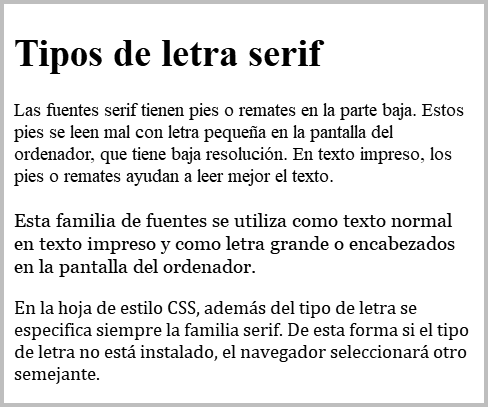 Tipos de letra serif
Las fuentes serif tienen pies o remates en la parte baja. Estos
pies se leen mal con letra pequeña en la pantalla del
ordenador, que tiene baja resolución. En texto impreso, los
pies o remates ayudan a leer mejor el texto.
Esta familia de fuentes se utiliza como texto normal
en texto impreso y como letra grande o encabezados
en la pantalla del ordenador.
En la hoja de estilo CSS, además del tipo de letra se
especifica siempre la familia serif. De esta forma si el tipo
de letra no está instalado, el navegador seleccionará otro
semejante.